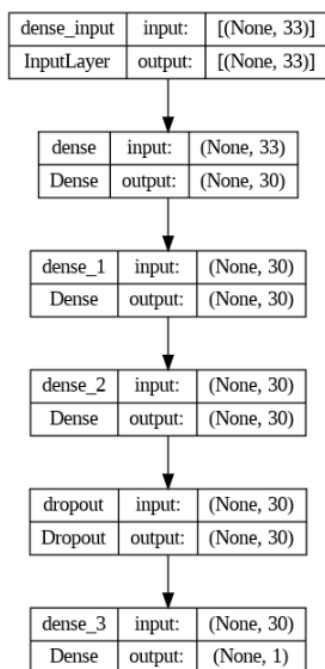 dense_input input: [(None, 33)]
InputLayer output: [(None, 33)]
dense input: (None, 33)
Dense output: (None, 30)
dense_1 input: (None, 30)
Dense output: (None, 30)
dense_2 input: (None, 30)
Dense output: (None, 30)
dropout input: (None, 30)
Dropout output: (None, 30)
dense_3 input: (None, 30)
Dense output: (None, 1)